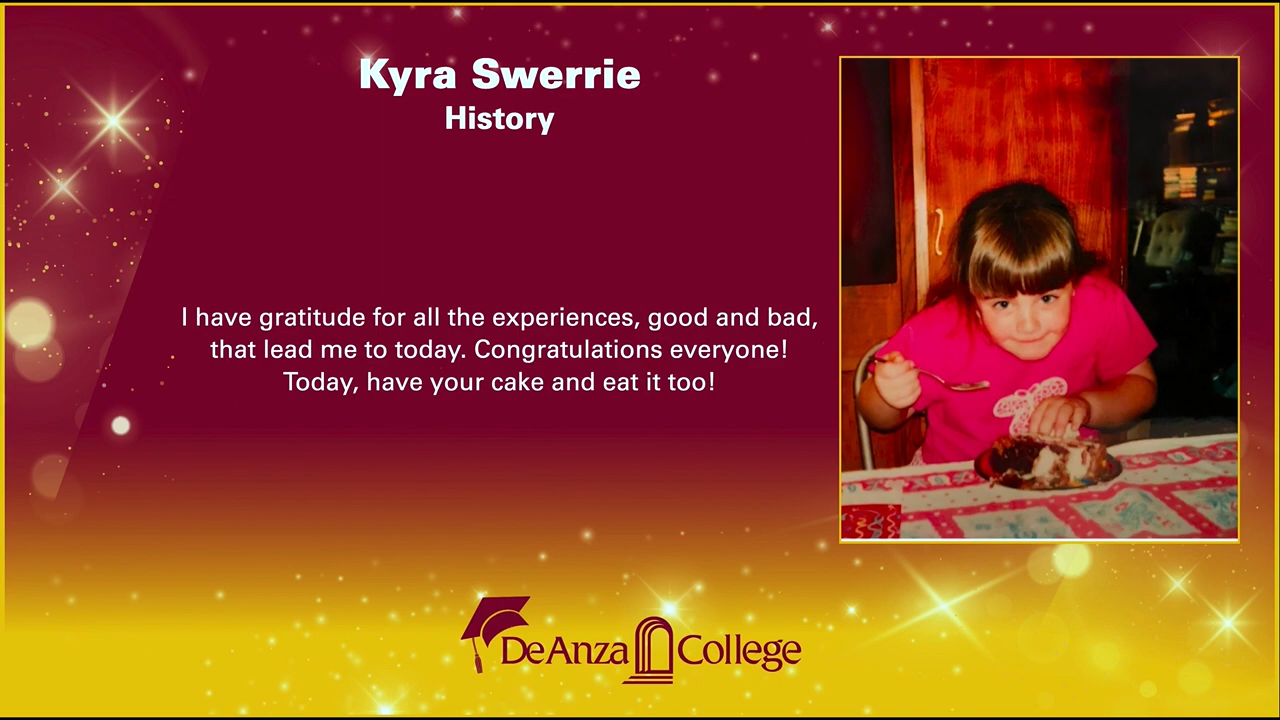 Kyra Swerrie
History
I have gratitude for all the experiences, good and bad,
that lead me to today. Congratulations everyone!
Today, have your cake and eat it too!
DeAnza College